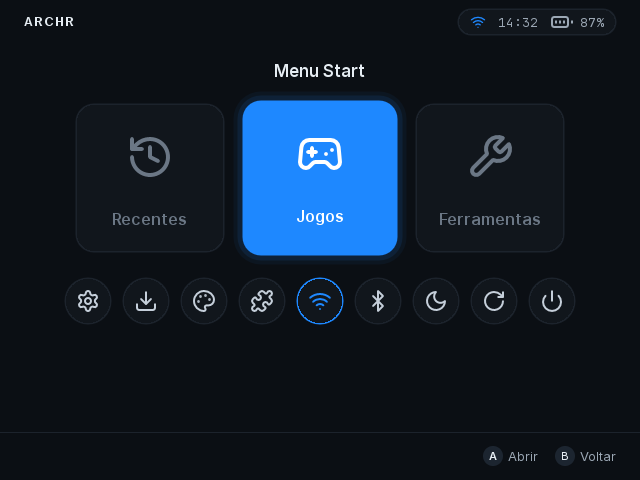 ARCHR
14:32 87%
Menu Start
Recentes
Jogos
Ferramentas
A Abrir B Voltar